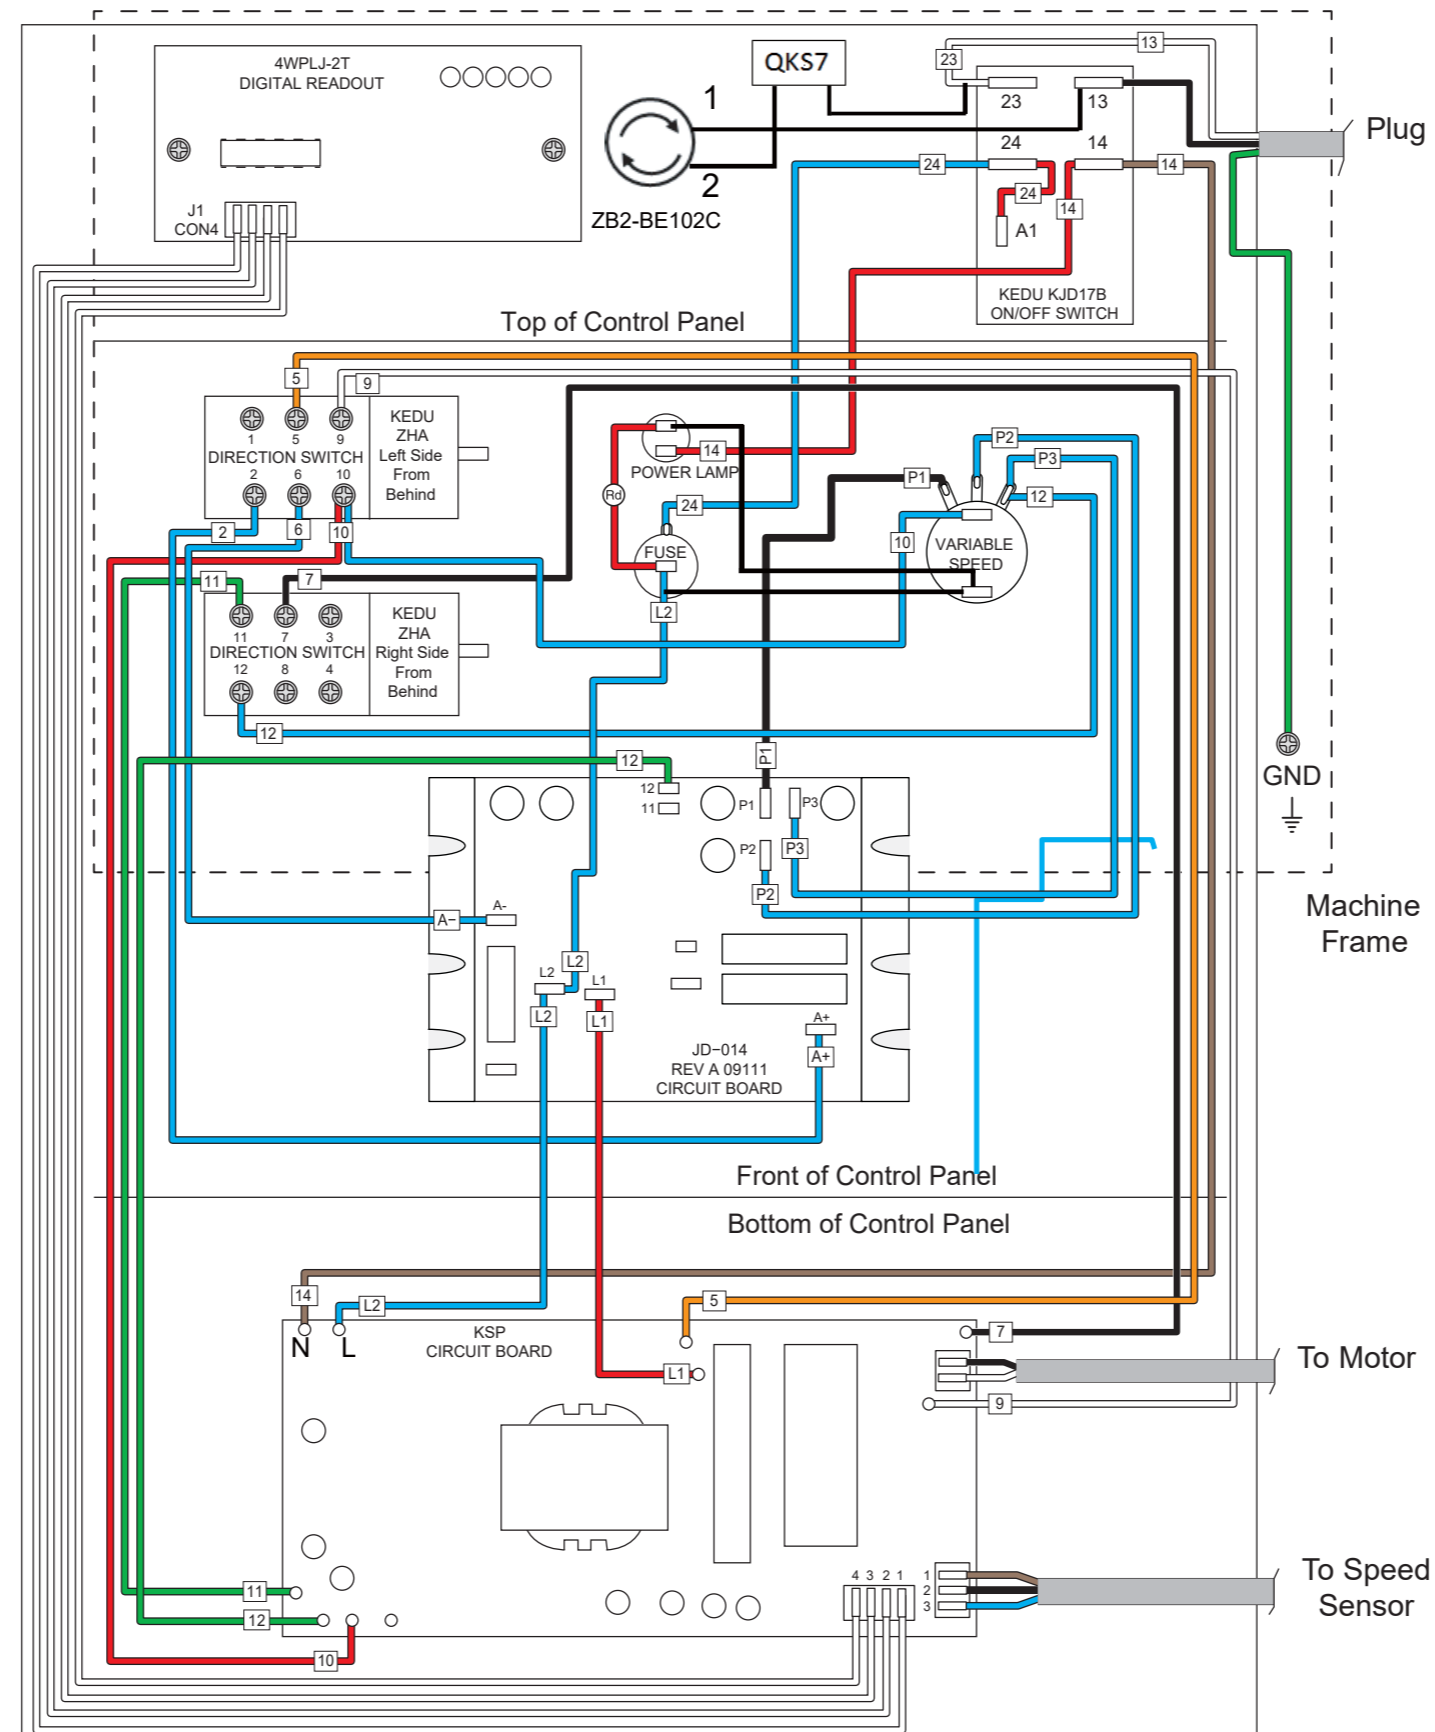 4WPLJ-2T
DIGITAL READOUT
J1
CON4
QKS7
1
2
ZB2-BE102C
23
13
23
13
24
14
24
14
24
14
A1
KEDU KJD17B
ON/OFF SWITCH
Plug
Top of Control Panel
5
9
1
5
9
DIRECTION SWITCH
2
6
10
KEDU
ZHA
Left Side
From
Behind
2
6
10
14
POWER LAMP
Rd
24
FUSE
L2
P1
P2
P3
12
10
VARIABLE
SPEED
11
7
11
7
3
DIRECTION SWITCH
12
8
4
KEDU
ZHA
Right Side
From
Behind
12
GND
12
P1
12
11
P1
P3
P2
P3
P2
A−
A-
L2
L2
L1
L2
L1
A+
A+
JD−014
REV A 09111
CIRCUIT BOARD
Machine
Frame
Front of Control Panel
Bottom of Control Panel
14
L2
5
7
N
L
KSP
CIRCUIT BOARD
L1
9
To Motor
11
12
10
4 3 2 1
1
2
3
To Speed
Sensor